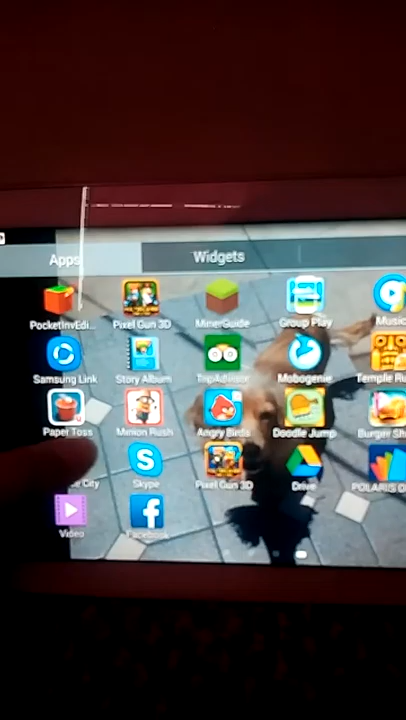 Apps Widgets
PocketInvEdi... Pixel Gun 3D MinerGuide Group Play Music
Samsung Link Story Album TripAdvisor Mobogenie Temple Ru
Paper Toss Minion Rush Angry Birds Doodle Jump Burger Sh
City Skype Pixel Gun 3D Drive POLARIS O
Video Facebook